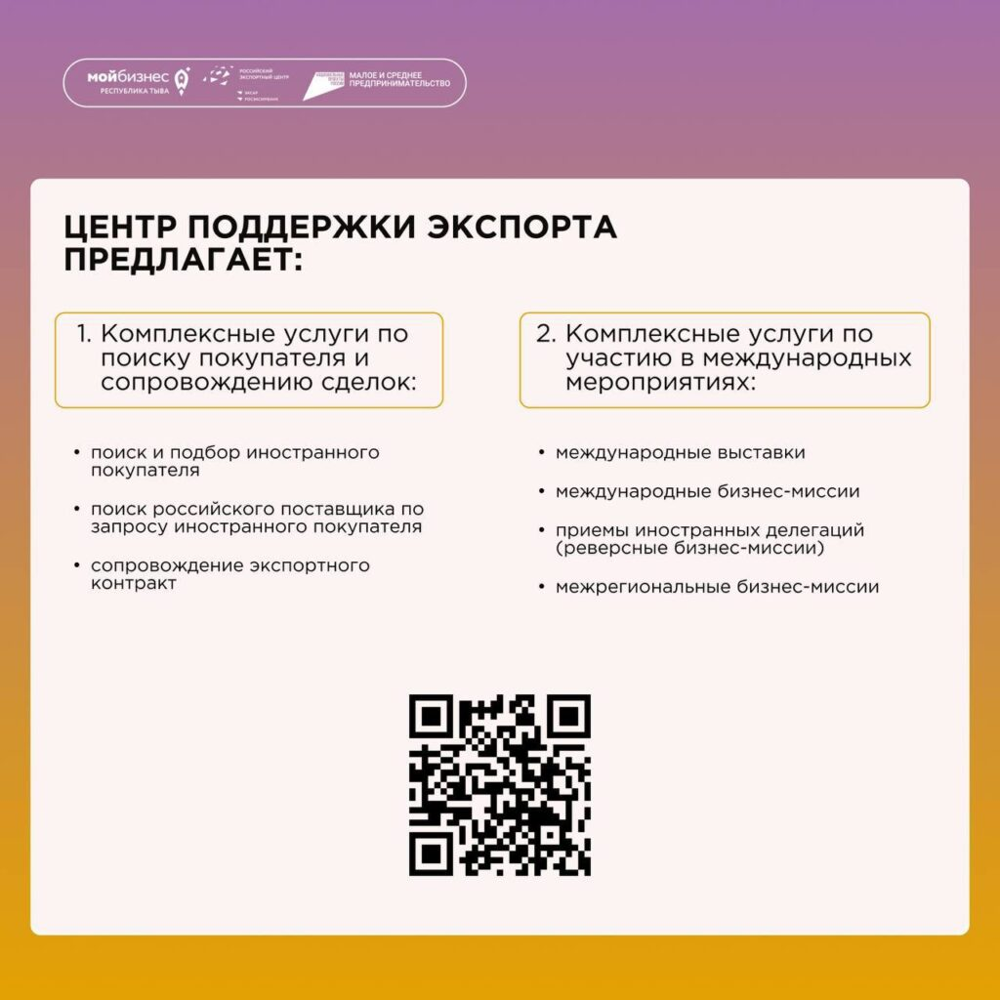 мойбизнес
РЕСПУБЛИКА ТЫВА
РОССИЙСКИЙ
ЭКСПОРТНЫЙ ЦЕНТР
ЭКСАР
РОСЭКСИМБАНК
НАЦИОНАЛЬНЫЕ
ПРОЕКТЫ
РОССИИ
МАЛОЕ И СРЕДНЕЕ
ПРЕДПРИНИМАТЕЛЬСТВО
ЦЕНТР ПОДДЕРЖКИ ЭКСПОРТА
ПРЕДЛАГАЕТ:
1. Комплексные услуги по
поиску покупателя и
сопровождению сделок:
• поиск и подбор иностранного
покупателя
• поиск российского поставщика по
запросу иностранного покупателя
• сопровождение экспортного
контракт
2. Комплексные услуги по
участию в международных
мероприятиях:
• международные выставки
• международные бизнес-миссии
• приемы иностранных делегаций
(реверсные бизнес-миссии)
• межрегиональные бизнес-миссии